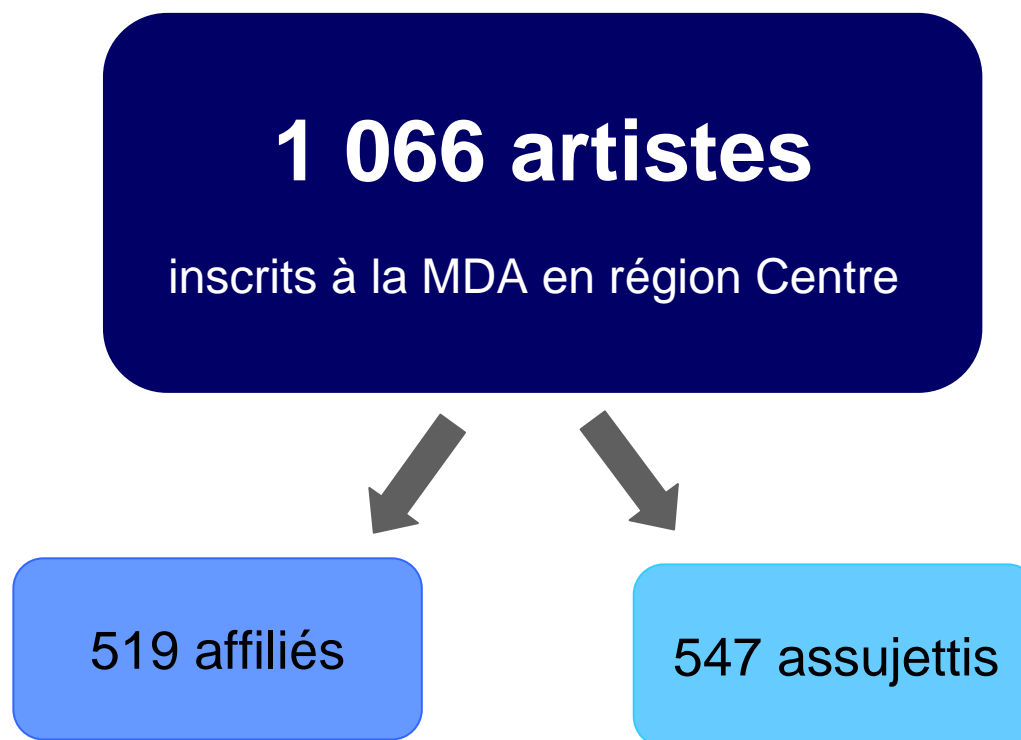 1 066 artistes
inscrits à la MDA en région Centre
519 affiliés
547 assujettis